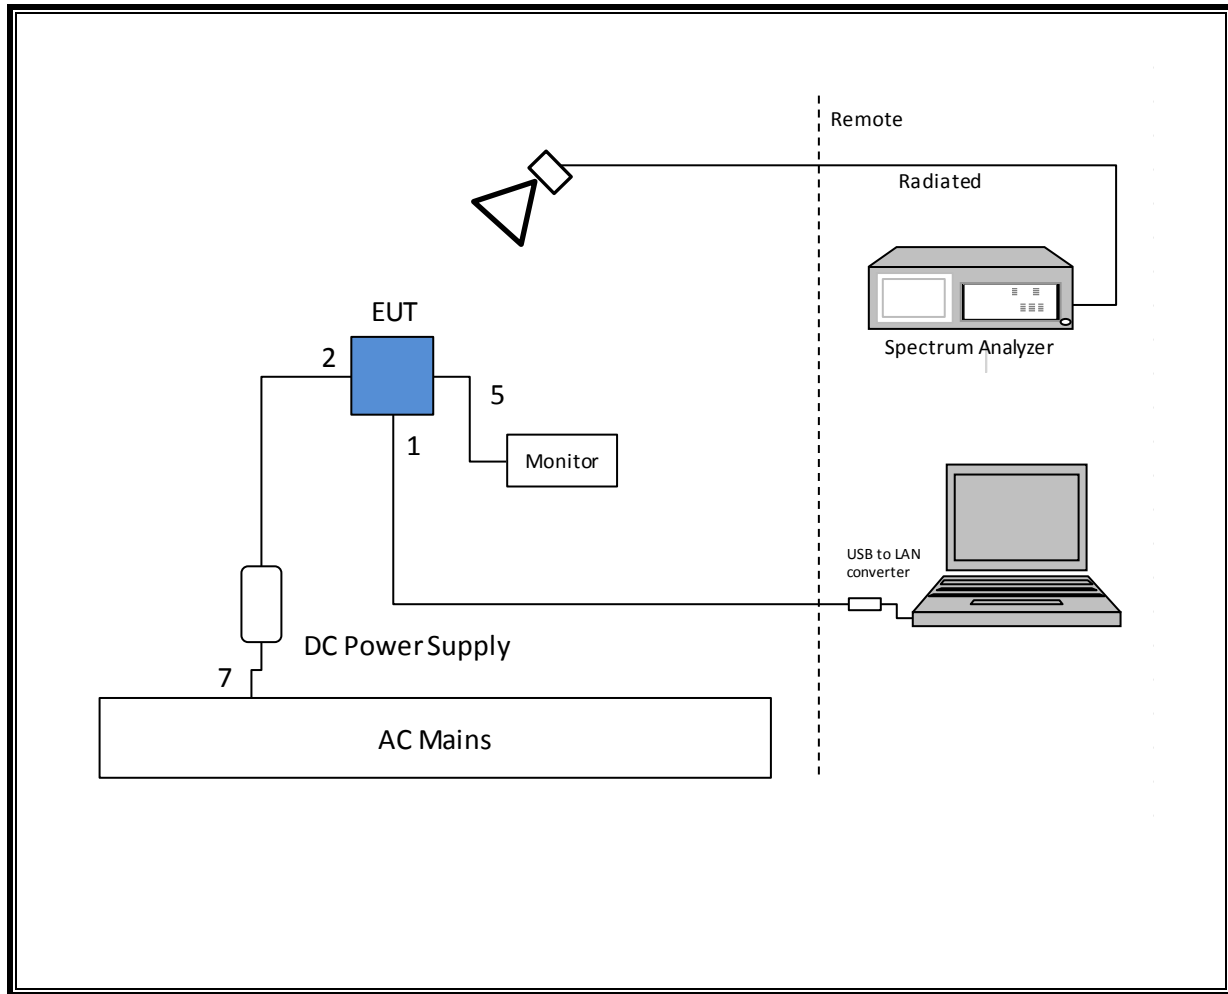 Remote
Radiated
EUT
2
Spectrum Analyzer
5
1
Monitor
USB to LAN
converter
DC Power Supply
7
AC Mains